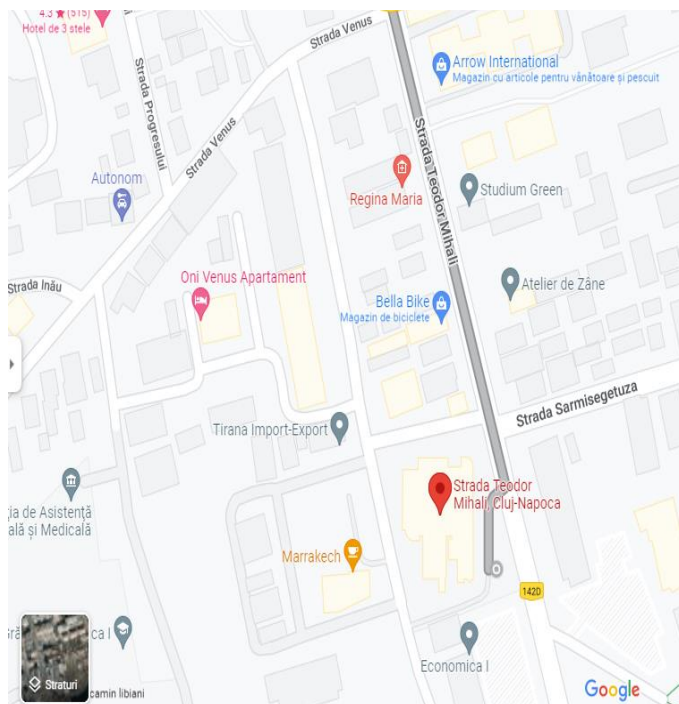 4.3 ★ (515)
Hotel de 3 stele
Strada Venus
Arrow International
Magazin cu articole pentru vânătoare și pescuit
Strada Progresului
Strada Venus
Strada Teodor Mihali
Autonom
Regina Maria
Studium Green
Strada Inău
Oni Venus Apartament
Atelier de Zâne
Bella Bike
Magazin de biciclete
Strada Sarmisegetuza
Tirana Import-Export
Strada Teodor
Mihali, Cluj-Napoca
gia de Asistență
ală și Medicală
Marrakech
1420
ca I
Economica I
Straturi
camin libiani
Google